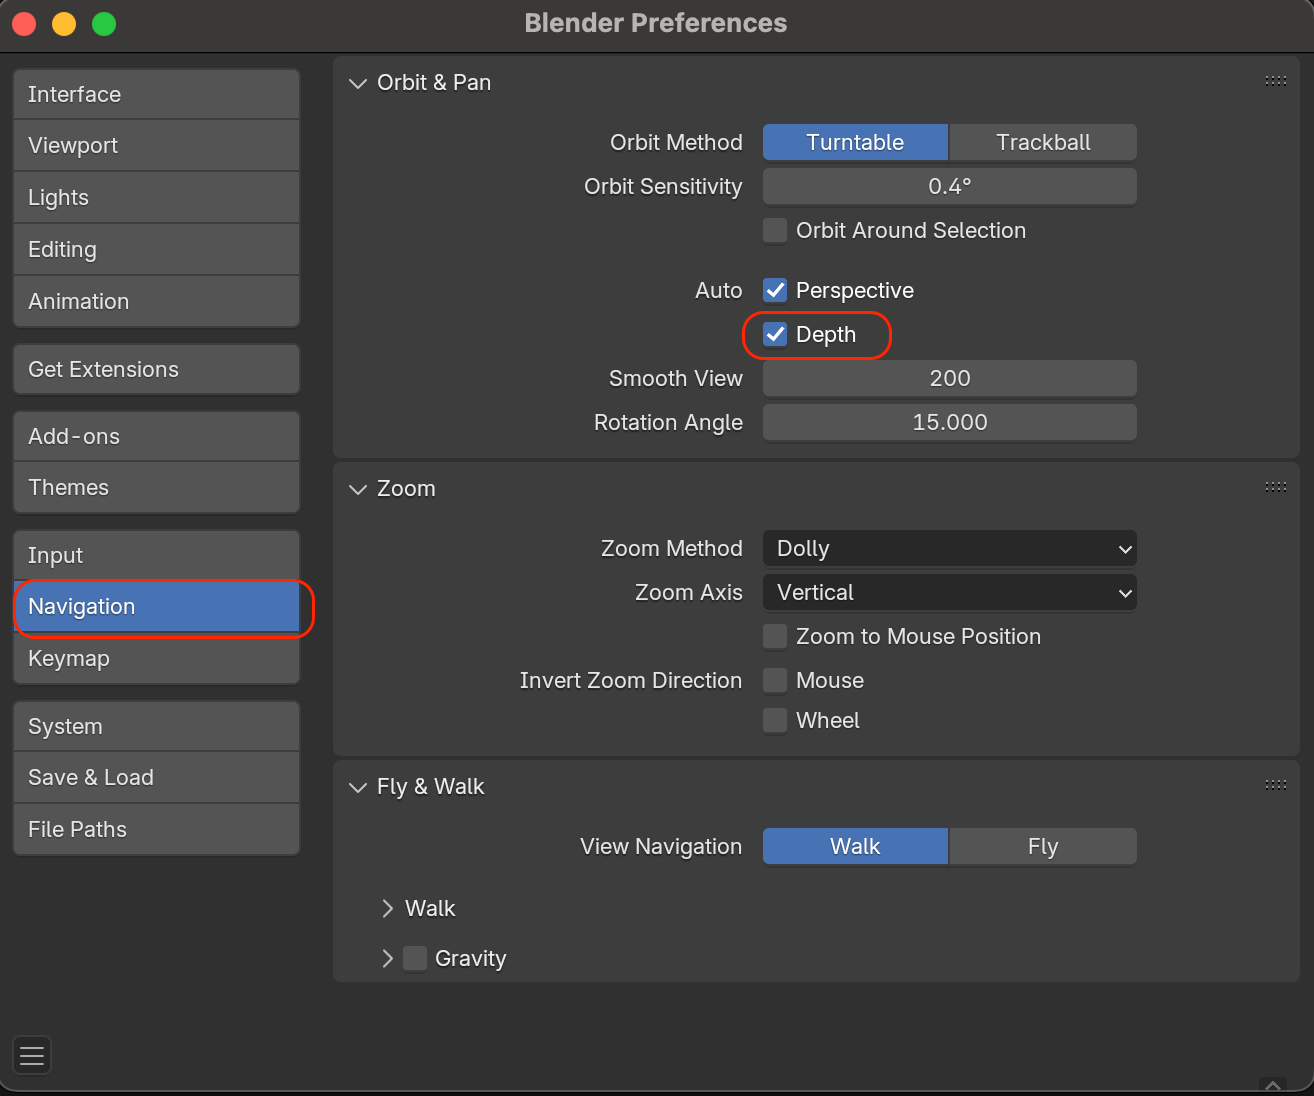 Blender Preferences
Interface
Viewport
Lights
Editing
Animation
Get Extensions
Add-ons
Themes
Input
Navigation
Keymap
System
Save & Load
File Paths
Orbit & Pan
Orbit Method Turntable Trackball
Orbit Sensitivity 0.4°
Orbit Around Selection
Auto Perspective
Depth
Smooth View 200
Rotation Angle 15.000
Zoom
Zoom Method Dolly
Zoom Axis Vertical
Zoom to Mouse Position
Invert Zoom Direction Mouse
Wheel
Fly & Walk
View Navigation Walk Fly
Walk
Gravity